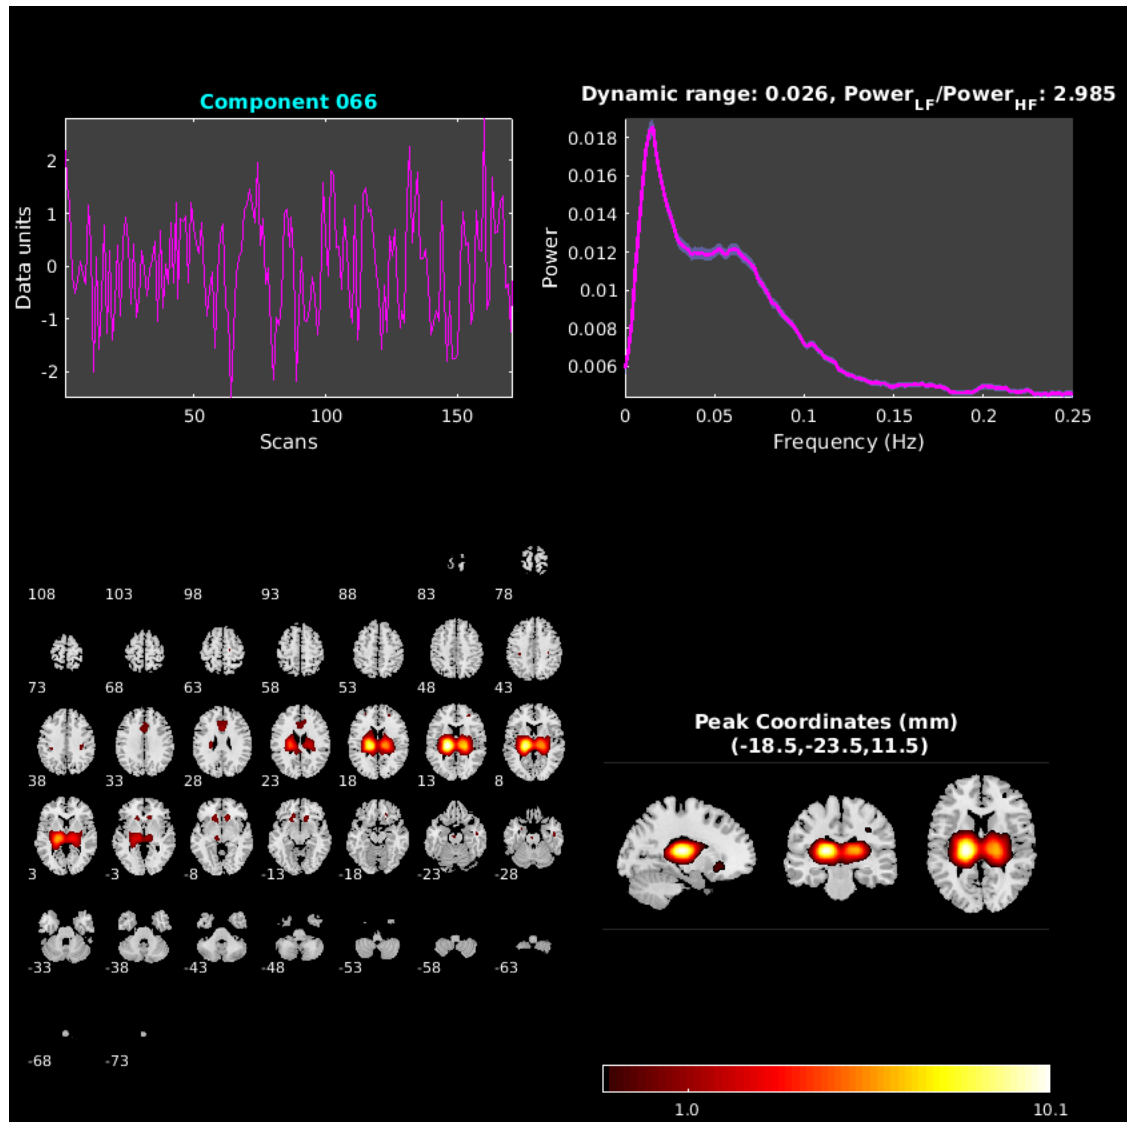 Component 066
Data units
2
1
0
-1
-2
50
100
150
Scans
Dynamic range: 0.026, Power_LF/Power_HF: 2.985
Power
0.018
0.016
0.014
0.012
0.01
0.008
0.006
0
0.05
0.1
0.15
0.2
0.25
Frequency (Hz)
108 103 98 93 88 83 78
73 68 63 58 53 48 43
38 33 28 23 18 13 8
3 -3 -8 -13 -18 -23 -28
-33 -38 -43 -48 -53 -58 -63
-68 -73
Peak Coordinates (mm)
(-18.5,-23.5,11.5)
1.0
10.1